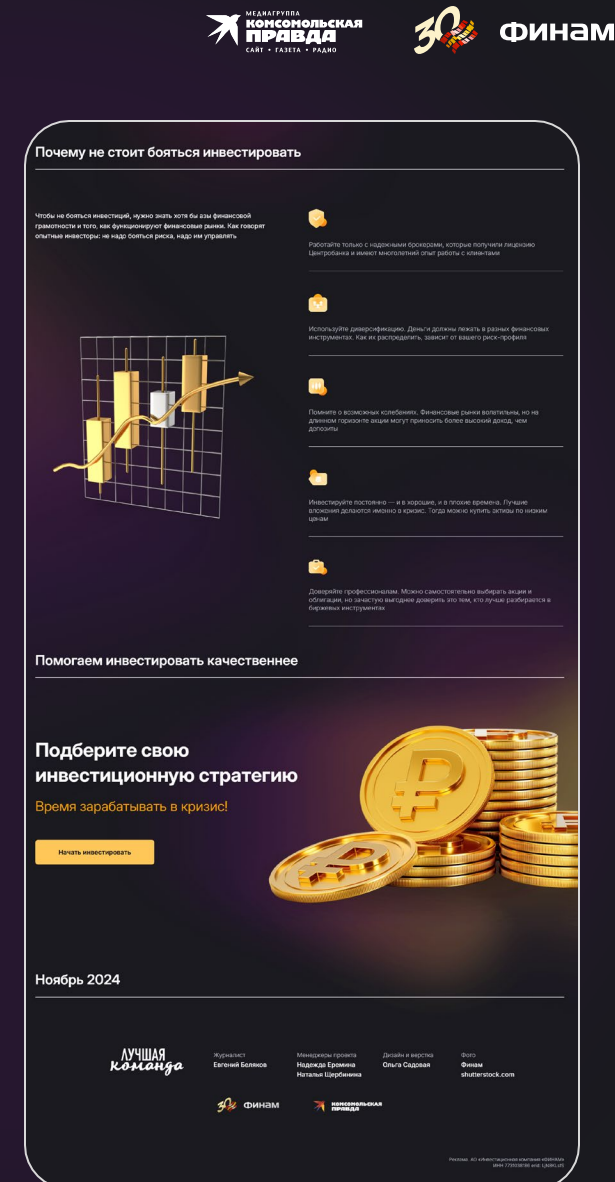 МЕДИАГРУППА
КОМСОМОЛЬСКАЯ
ПРАВДА
САЙТ • ГАЗЕТА • РАДИО
30
ФИНАМ
Почему не стоит бояться инвестировать
Чтобы не бояться инвестиций, нужно знать хотя бы азы финансовой
грамотности и того, как функционируют финансовые рынки. Как говорят
опытные инвесторы: не надо бояться риска, надо им управлять
Работайте только с надежными брокерами, которые получили лицензию
Центробанка и имеют многолетний опыт работы с клиентами
Используйте диверсификацию. Деньги должны лежать в разных финансовых
инструментах. Как их распределить, зависит от вашего риск-профиля
Помните о возможных колебаниях. Финансовые рынки волатильны, но на
длинном горизонте акции могут приносить более высокий доход, чем
депозиты
Инвестируйте постоянно — и в хорошие, и в плохие времена. Лучшие
вложения делаются именно в кризис. Тогда можно купить активы по низким
ценам
Доверяйте профессионалам. Можно самостоятельно выбирать акции и
облигации, но зачастую выгоднее доверить это тем, кто лучше разбирается в
биржевых инструментах
Помогаем инвестировать качественнее
Подберите свою
инвестиционную стратегию
Время зарабатывать в кризис!
Начать инвестировать
Ноябрь 2024
ЛУЧШАЯ
команда
Журналист
Евгений Беляков
Менеджеры проекта
Надежда Еремина
Наталья Щербинина
Дизайн и верстка
Ольга Садовая
Фото
Финам
shutterstock.com
30
ФИНАМ
КОМСОМОЛЬСКАЯ
ПРАВДА
Реклама. АО «Инвестиционная компания «ФИНАМ»